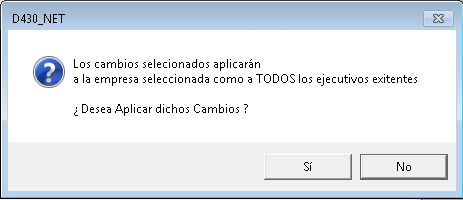 D430_NET
Los cambios selecionados aplicarán
a la empresa seleccionada como a TODOS los ejecutivos exitentes
¿ Desea Aplicar dichos Cambios ?
Sí
No